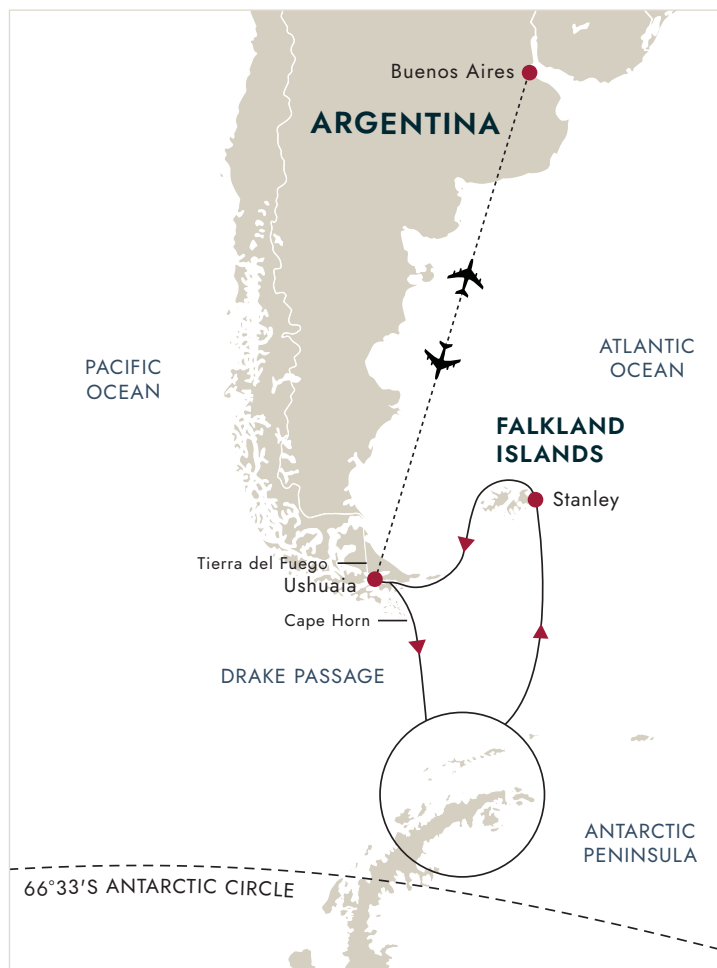 Buenos Aires
ARGENTINA
ATLANTIC
OCEAN
PACIFIC
OCEAN
FALKLAND
ISLANDS
Stanley
Tierra del Fuego
Ushuaia
Cape Horn
DRAKE PASSAGE
ANTARCTIC
PENINSULA
66°33'S ANTARCTIC CIRCLE